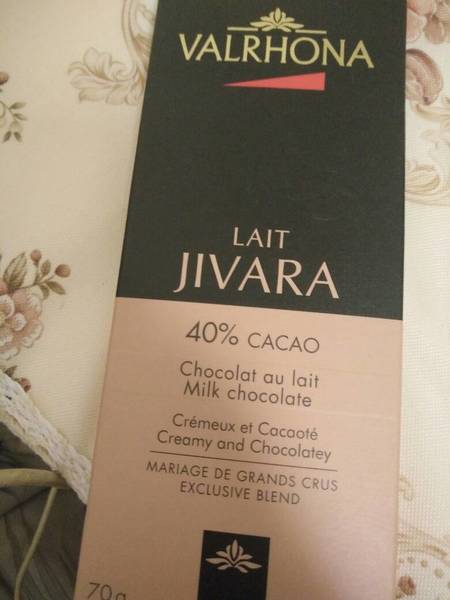 VALRHONA
LAIT
JIVARA
40% CACAO
Chocolat au lait
Milk chocolate
Crémeux et Cacaoté
Creamy and Chocolatey
MARIAGE DE GRANDS CRUS
EXCLUSIVE BLEND
70g